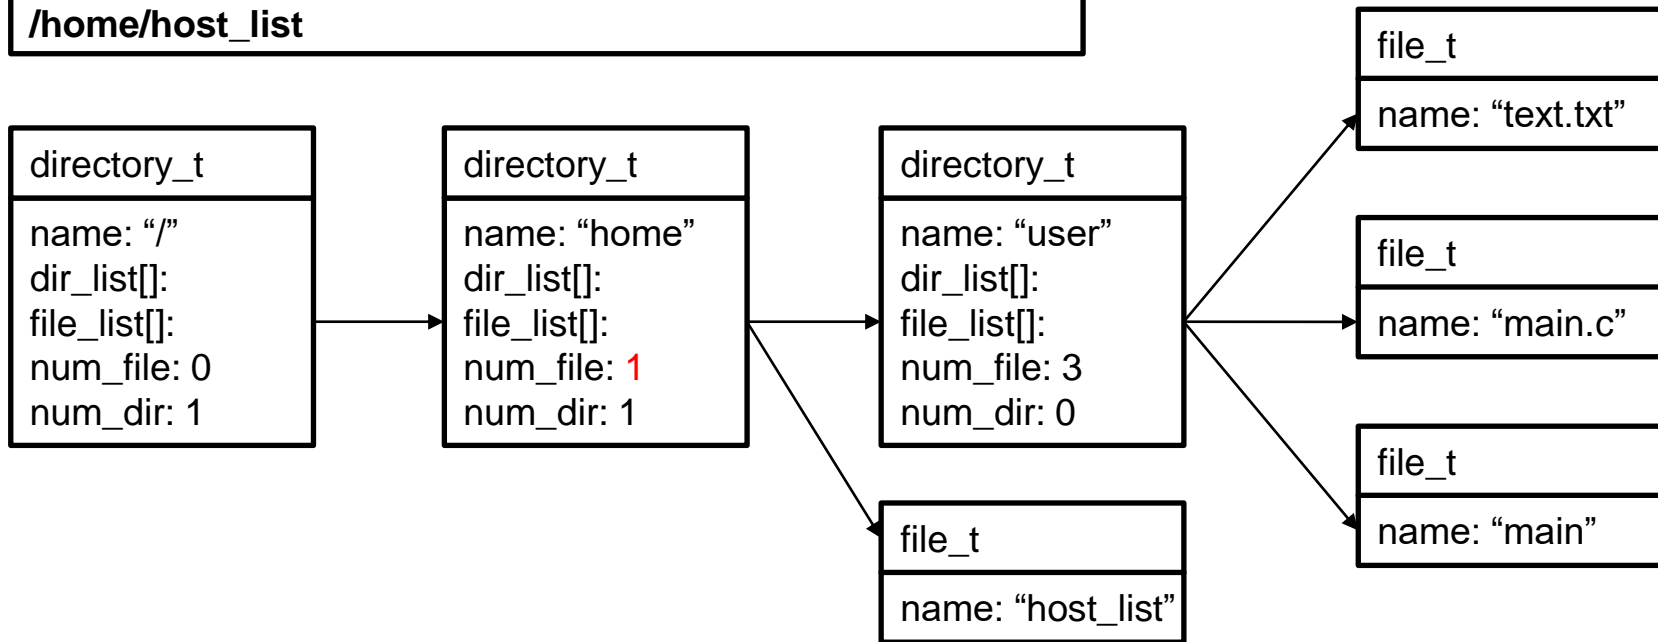 /home/host_list
directory_t
name: “/”
dir_list[]:
file_list[]:
num_file: 0
num_dir: 1
directory_t
name: “home”
dir_list[]:
file_list[]:
num_file: 1
num_dir: 1
directory_t
name: “user”
dir_list[]:
file_list[]:
num_file: 3
num_dir: 0
file_t
name: “host_list”
file_t
name: “text.txt”
file_t
name: “main.c”
file_t
name: “main”